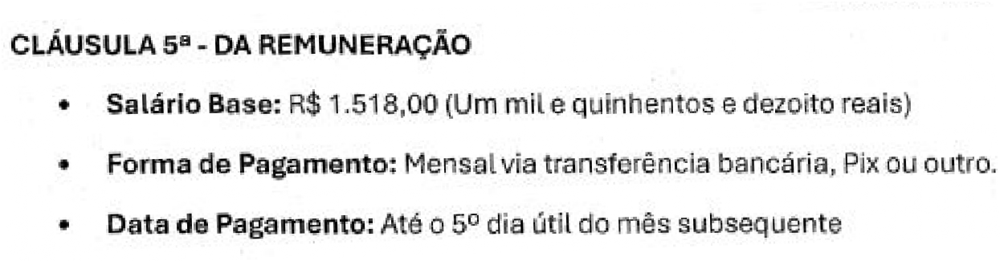 CLÁUSULA 5ª - DA REMUNERAÇÃO
• Salário Base: R$ 1.518,00 (Um mil e quinhentos e dezoito reais)
• Forma de Pagamento: Mensal via transferência bancária, Pix ou outro.
• Data de Pagamento: Até o 5º dia útil do mês subsequente